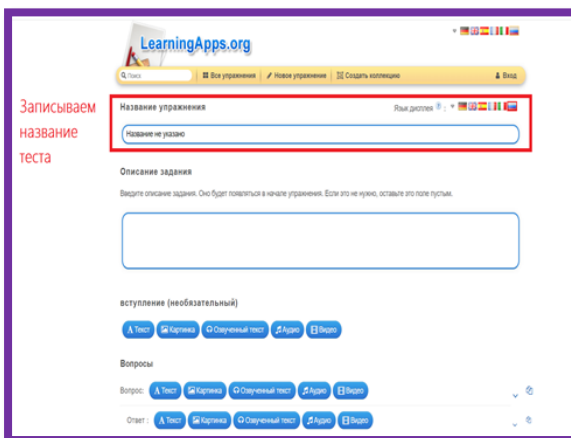 LearningApps.org
Поиск Все упражнения Новое упражнение Создать коллекцию Вход
Записываем
название
теста
Название упражнения Язык дисплея ? :
Название не указано
Описание задания
Введите описание задания. Оно будет появляться в начале упражнения. Если это не нужно, оставьте это поле пустым.
вступление (необязательный)
A Текст Картинка Озвученный текст Аудио Видео
Вопросы
Вопрос: A Текст Картинка Озвученный текст Аудио Видео
Ответ : A Текст Картинка Озвученный текст Аудио Видео